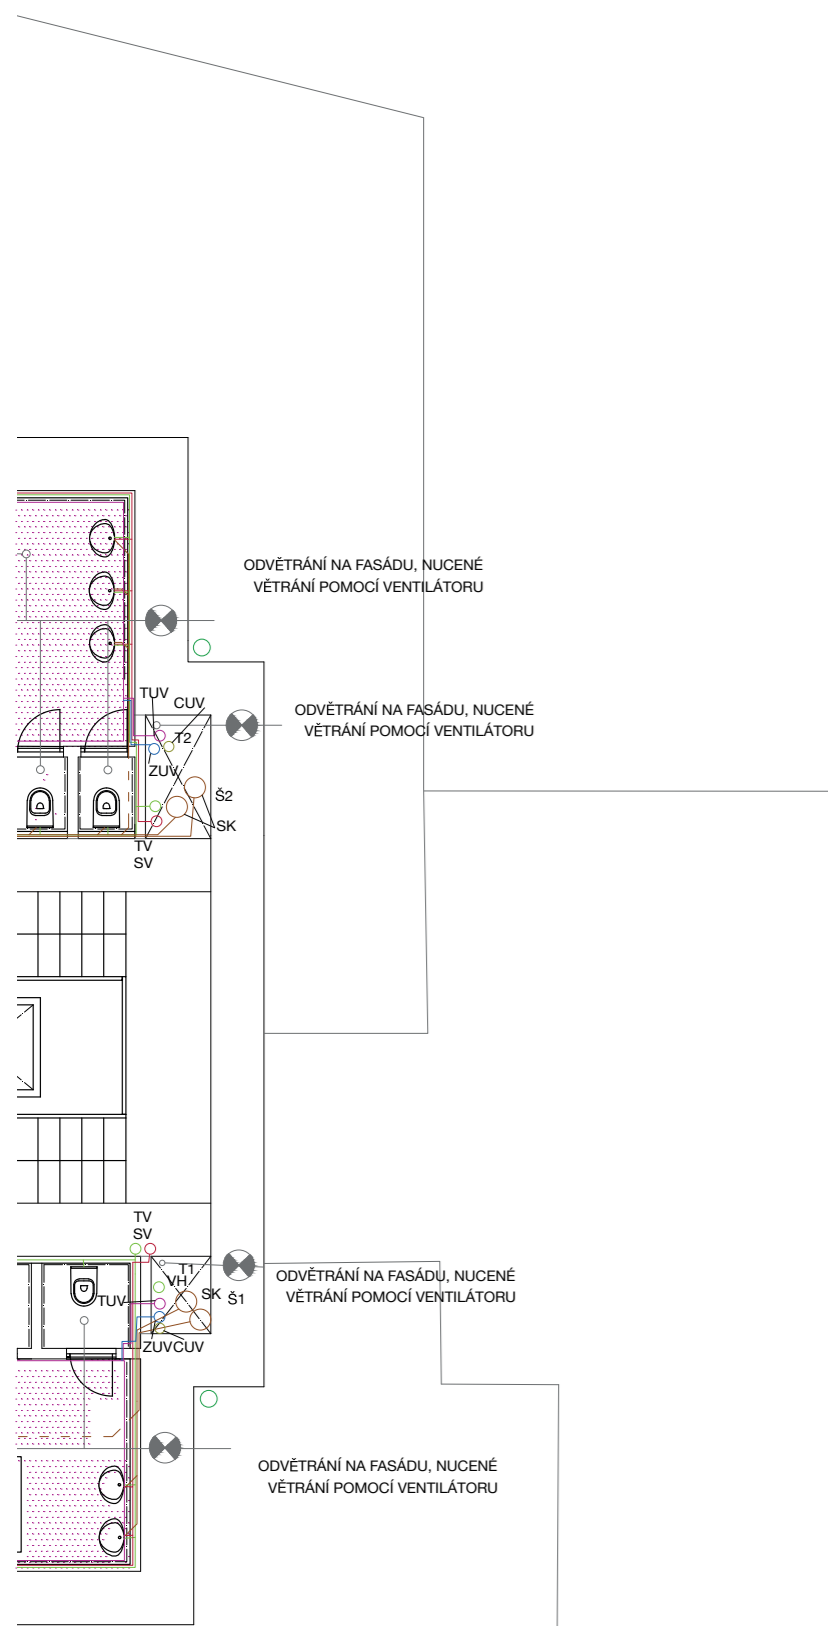 ODVĚTRÁNÍ NA FASÁDU, NUCENÉ
VĚTRÁNÍ POMOCÍ VENTILÁTORU
TUV
CUV
ODVĚTRÁNÍ NA FASÁDU, NUCENÉ
VĚTRÁNÍ POMOCÍ VENTILÁTORU
T2
ZUV
Š2
SK
TV
SV
TV
SV
T1
VH
ODVĚTRÁNÍ NA FASÁDU, NUCENÉ
VĚTRÁNÍ POMOCÍ VENTILÁTORU
TUV
SK
Š1
ZUVCUV
ODVĚTRÁNÍ NA FASÁDU, NUCENÉ
VĚTRÁNÍ POMOCÍ VENTILÁTORU